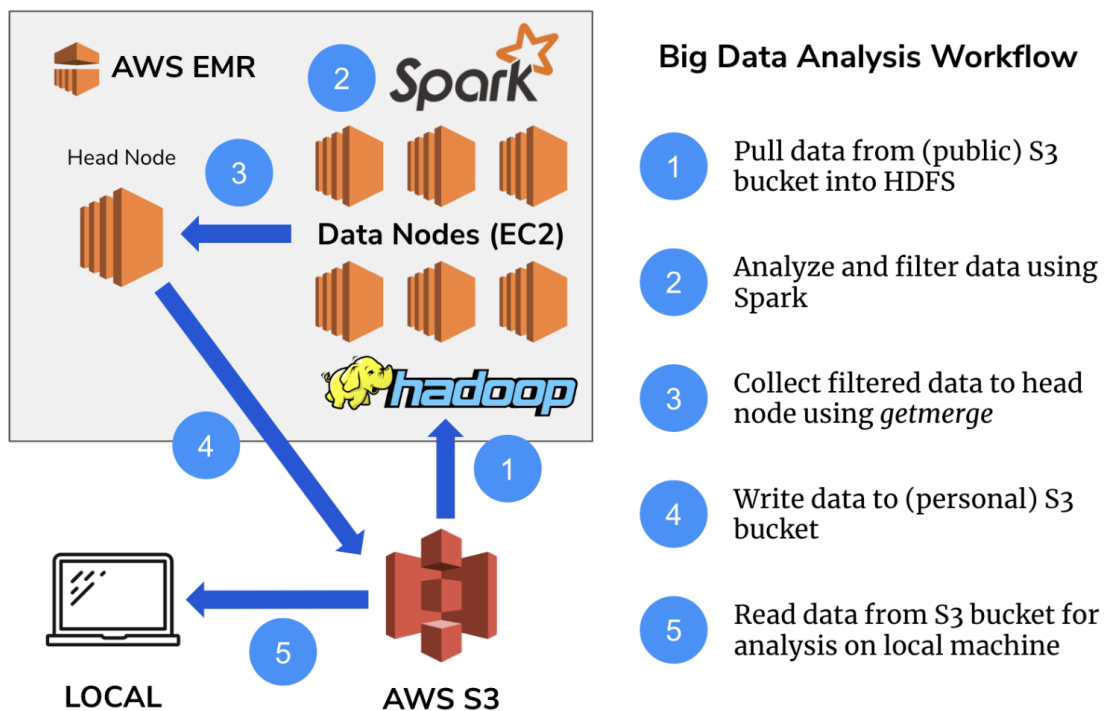 AWS EMR
2
Spark
Head Node
3
Data Nodes (EC2)
hadoop
4
1
5
LOCAL
AWS S3
Big Data Analysis Workflow
1
Pull data from (public) S3
bucket into HDFS
2
Analyze and filter data using
Spark
3
Collect filtered data to head
node using getmerge
4
Write data to (personal) S3
bucket
5
Read data from S3 bucket for
analysis on local machine